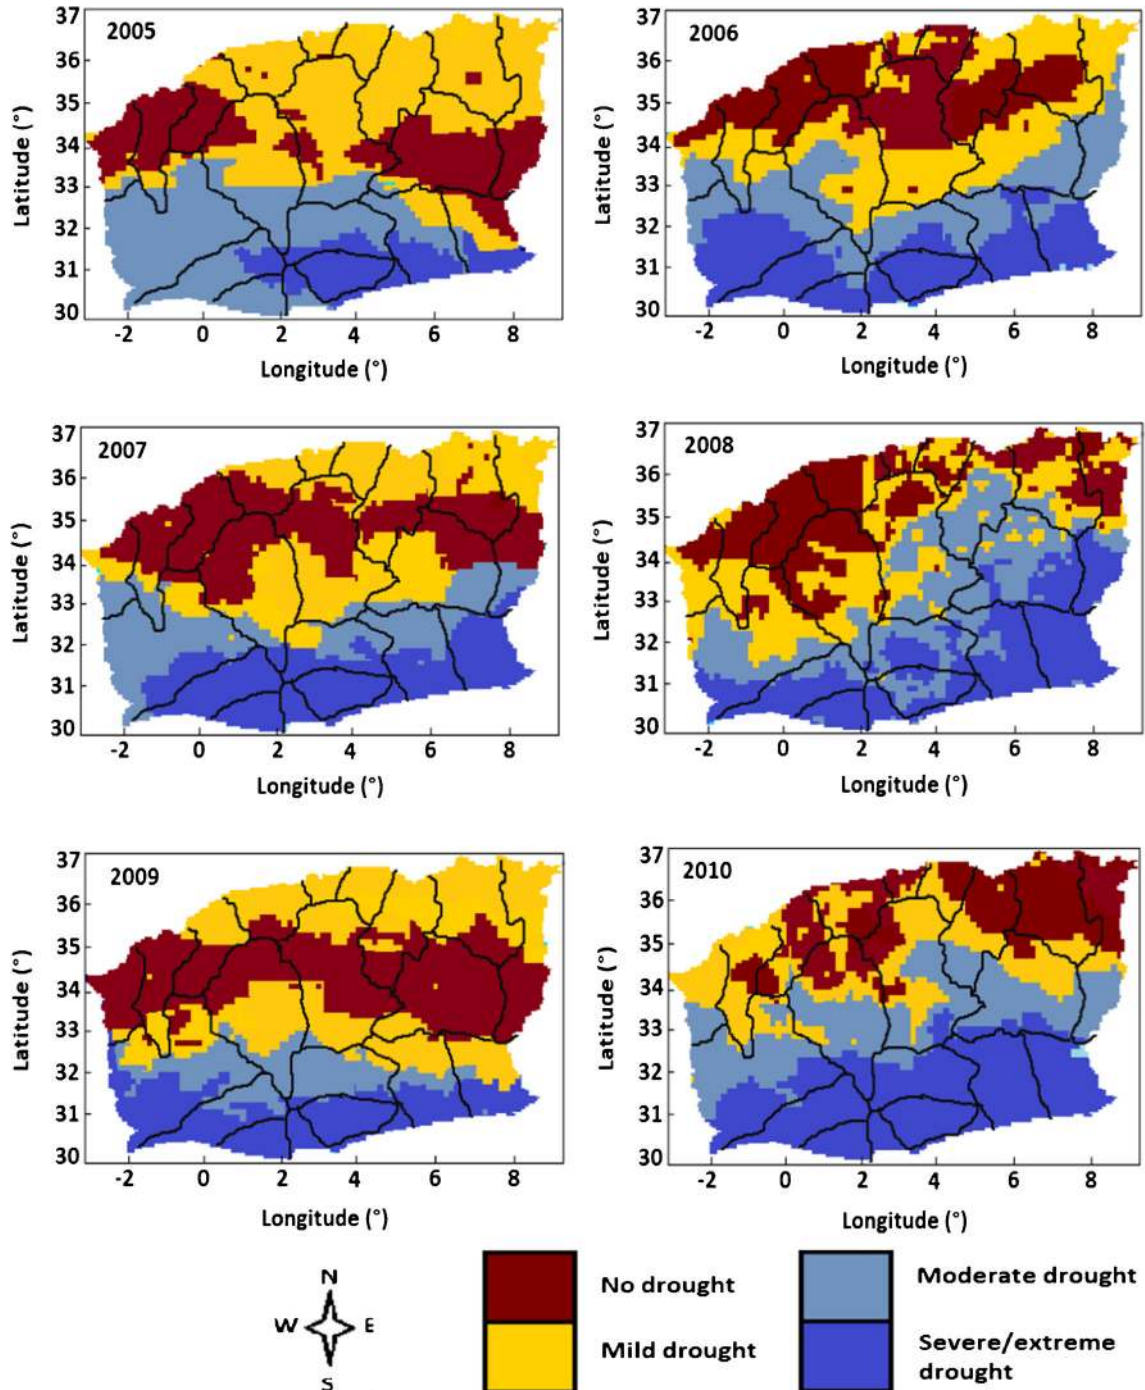 2005
37
36
35
34
33
32
31
30
Latitude (°)
-2 0 2 4 6 8
Longitude (°)
2006
37
36
35
34
33
32
31
30
Latitude (°)
-2 0 2 4 6 8
Longitude (°)
2007
37
36
35
34
33
32
31
30
Latitude (°)
-2 0 2 4 6 8
Longitude (°)
2008
37
36
35
34
33
32
31
30
Latitude (°)
-2 0 2 4 6 8
Longitude (°)
2009
37
36
35
34
33
32
31
30
Latitude (°)
-2 0 2 4 6 8
Longitude (°)
2010
37
36
35
34
33
32
31
30
Latitude (°)
-2 0 2 4 6 8
Longitude (°)
N
W E
S
No drought
Mild drought
Moderate drought
Severe/extreme
drought